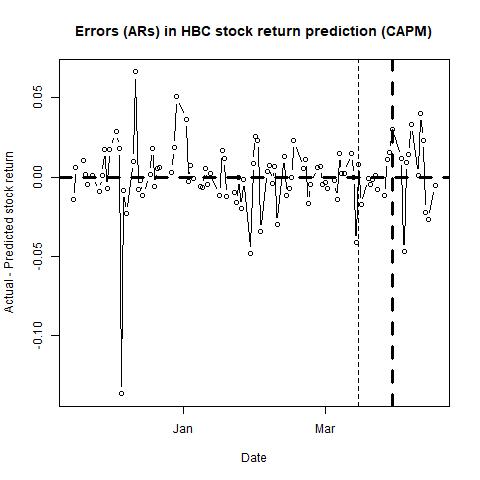 Errors (ARs) in HBC stock return prediction (CAPM)
Actual - Predicted stock return
0.05
0.00
-0.05
-0.10
Jan
Mar
Date